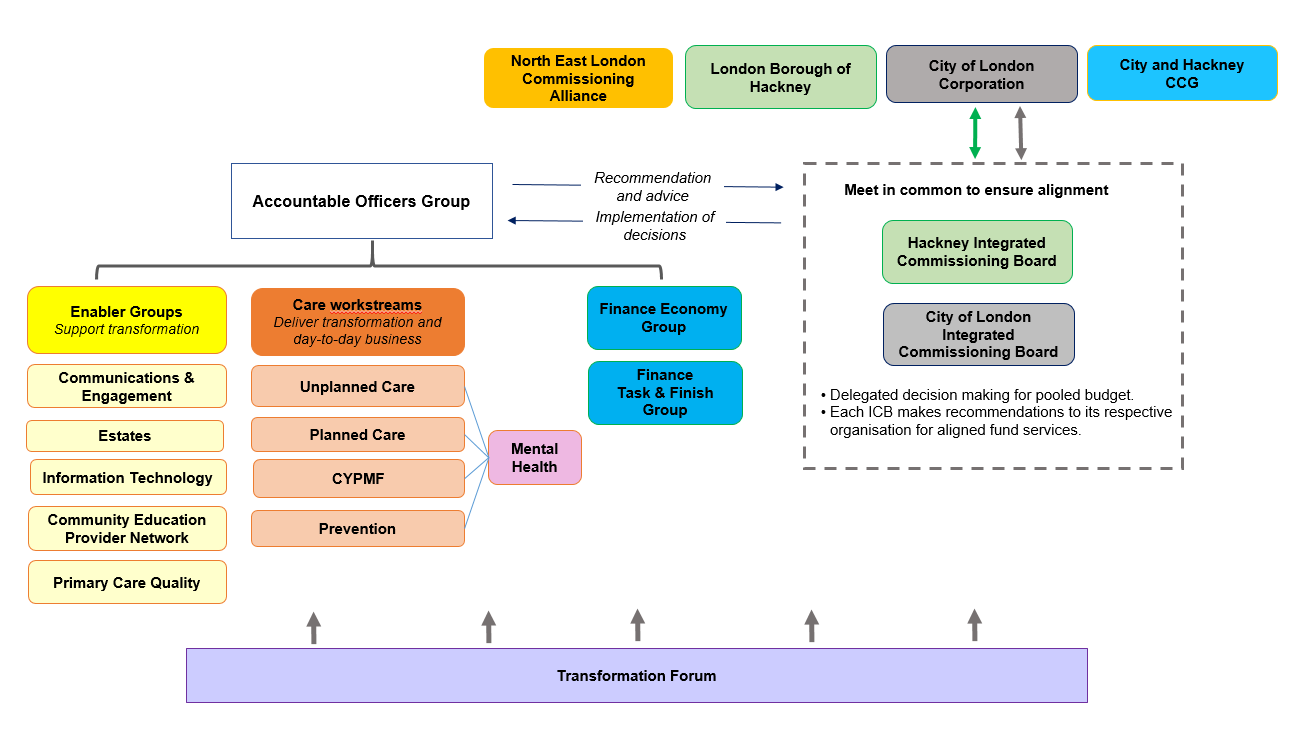 North East London
Commissioning
Alliance
London Borough of
Hackney
City of London
Corporation
City and Hackney
CCG
Accountable Officers Group
Recommendation
and advice
Implementation of
decisions
Meet in common to ensure alignment
Hackney Integrated
Commissioning Board
City of London
Integrated
Commissioning Board
• Delegated decision making for pooled budget.
• Each ICB makes recommendations to its respective
organisation for aligned fund services.
Enabler Groups
Support transformation
Communications &
Engagement
Estates
Information Technology
Community Education
Provider Network
Primary Care Quality
Care workstreams
Deliver transformation and
day-to-day business
Unplanned Care
Planned Care
CYPMF
Prevention
Mental
Health
Finance Economy
Group
Finance
Task & Finish
Group
Transformation Forum